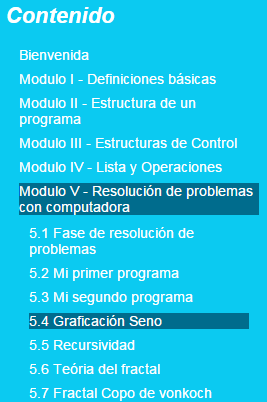 Contenido
Bienvenida
Modulo I - Definiciones básicas
Modulo II - Estructura de un
programa
Modulo III - Estructuras de Control
Modulo IV - Lista y Operaciones
Modulo V - Resolución de problemas
con computadora
5.1 Fase de resolución de
problemas
5.2 Mi primer programa
5.3 Mi segundo programa
5.4 Graficación Seno
5.5 Recursividad
5.6 Teória del fractal
5.7 Fractal Copo de vonkoch